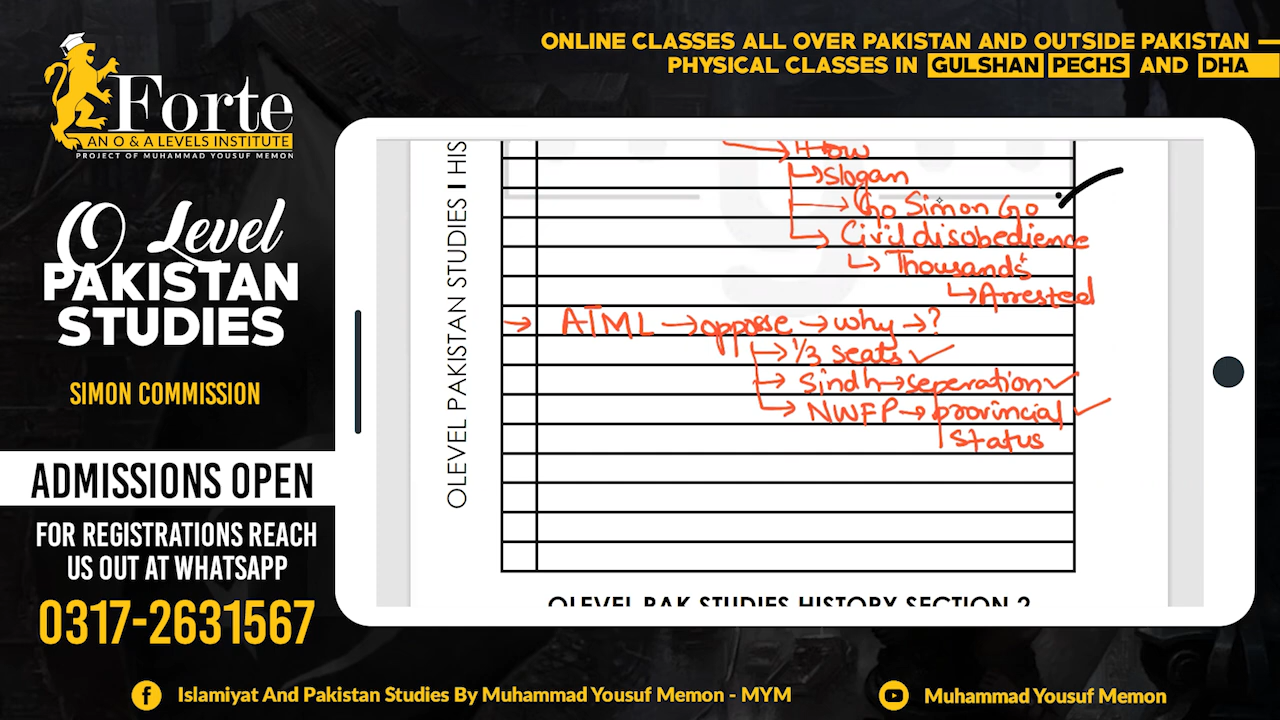 Forte
AN O & A LEVELS INSTITUTE
PROJECT OF MUHAMMAD YOUSUF MEMON
ONLINE CLASSES ALL OVER PAKISTAN AND OUTSIDE PAKISTAN
PHYSICAL CLASSES IN GULSHAN PECHS AND DHA
O Level
PAKISTAN
STUDIES
SIMON COMMISSION
ADMISSIONS OPEN
FOR REGISTRATIONS REACH
US OUT AT WHATSAPP
0317-2631567
OLEVEL PAKISTAN STUDIES I HIS
→ How
↳ Slogan
→ Go Simon Go
↳ Civil disobedience
↳ Thousands
↳ Arrested
→ AIML → oppose → why → ?
→ 1/3 seats ✓
→ Sindh → seperation ✓
→ NWFP → provincial ✓
status
OLEVEL PAK STUDIES HISTORY SECTION 2
Islamiyat And Pakistan Studies By Muhammad Yousuf Memon - MYM
Muhammad Yousuf Memon